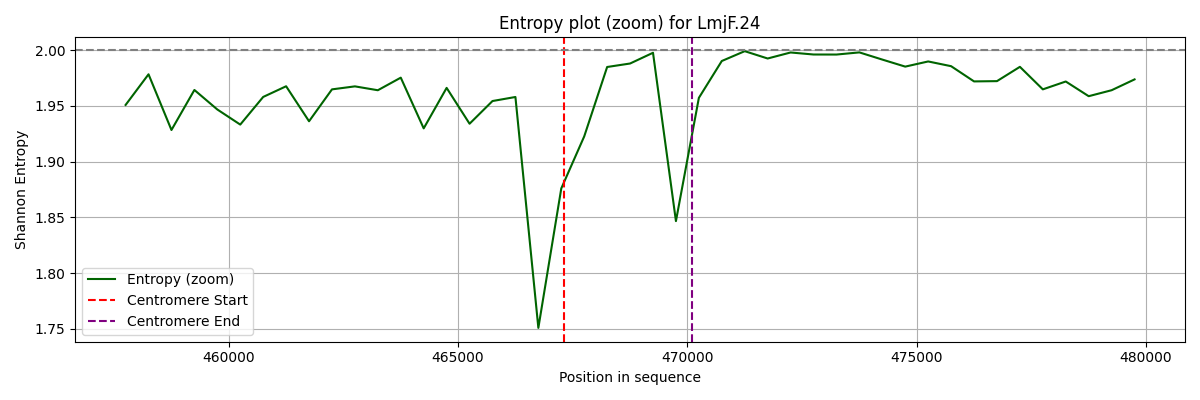 Entropy plot (zoom) for LmjF.24
Shannon Entropy
2.00
1.95
1.90
1.85
1.80
1.75
Entropy (zoom)
Centromere Start
Centromere End
460000 465000 470000 475000 480000
Position in sequence